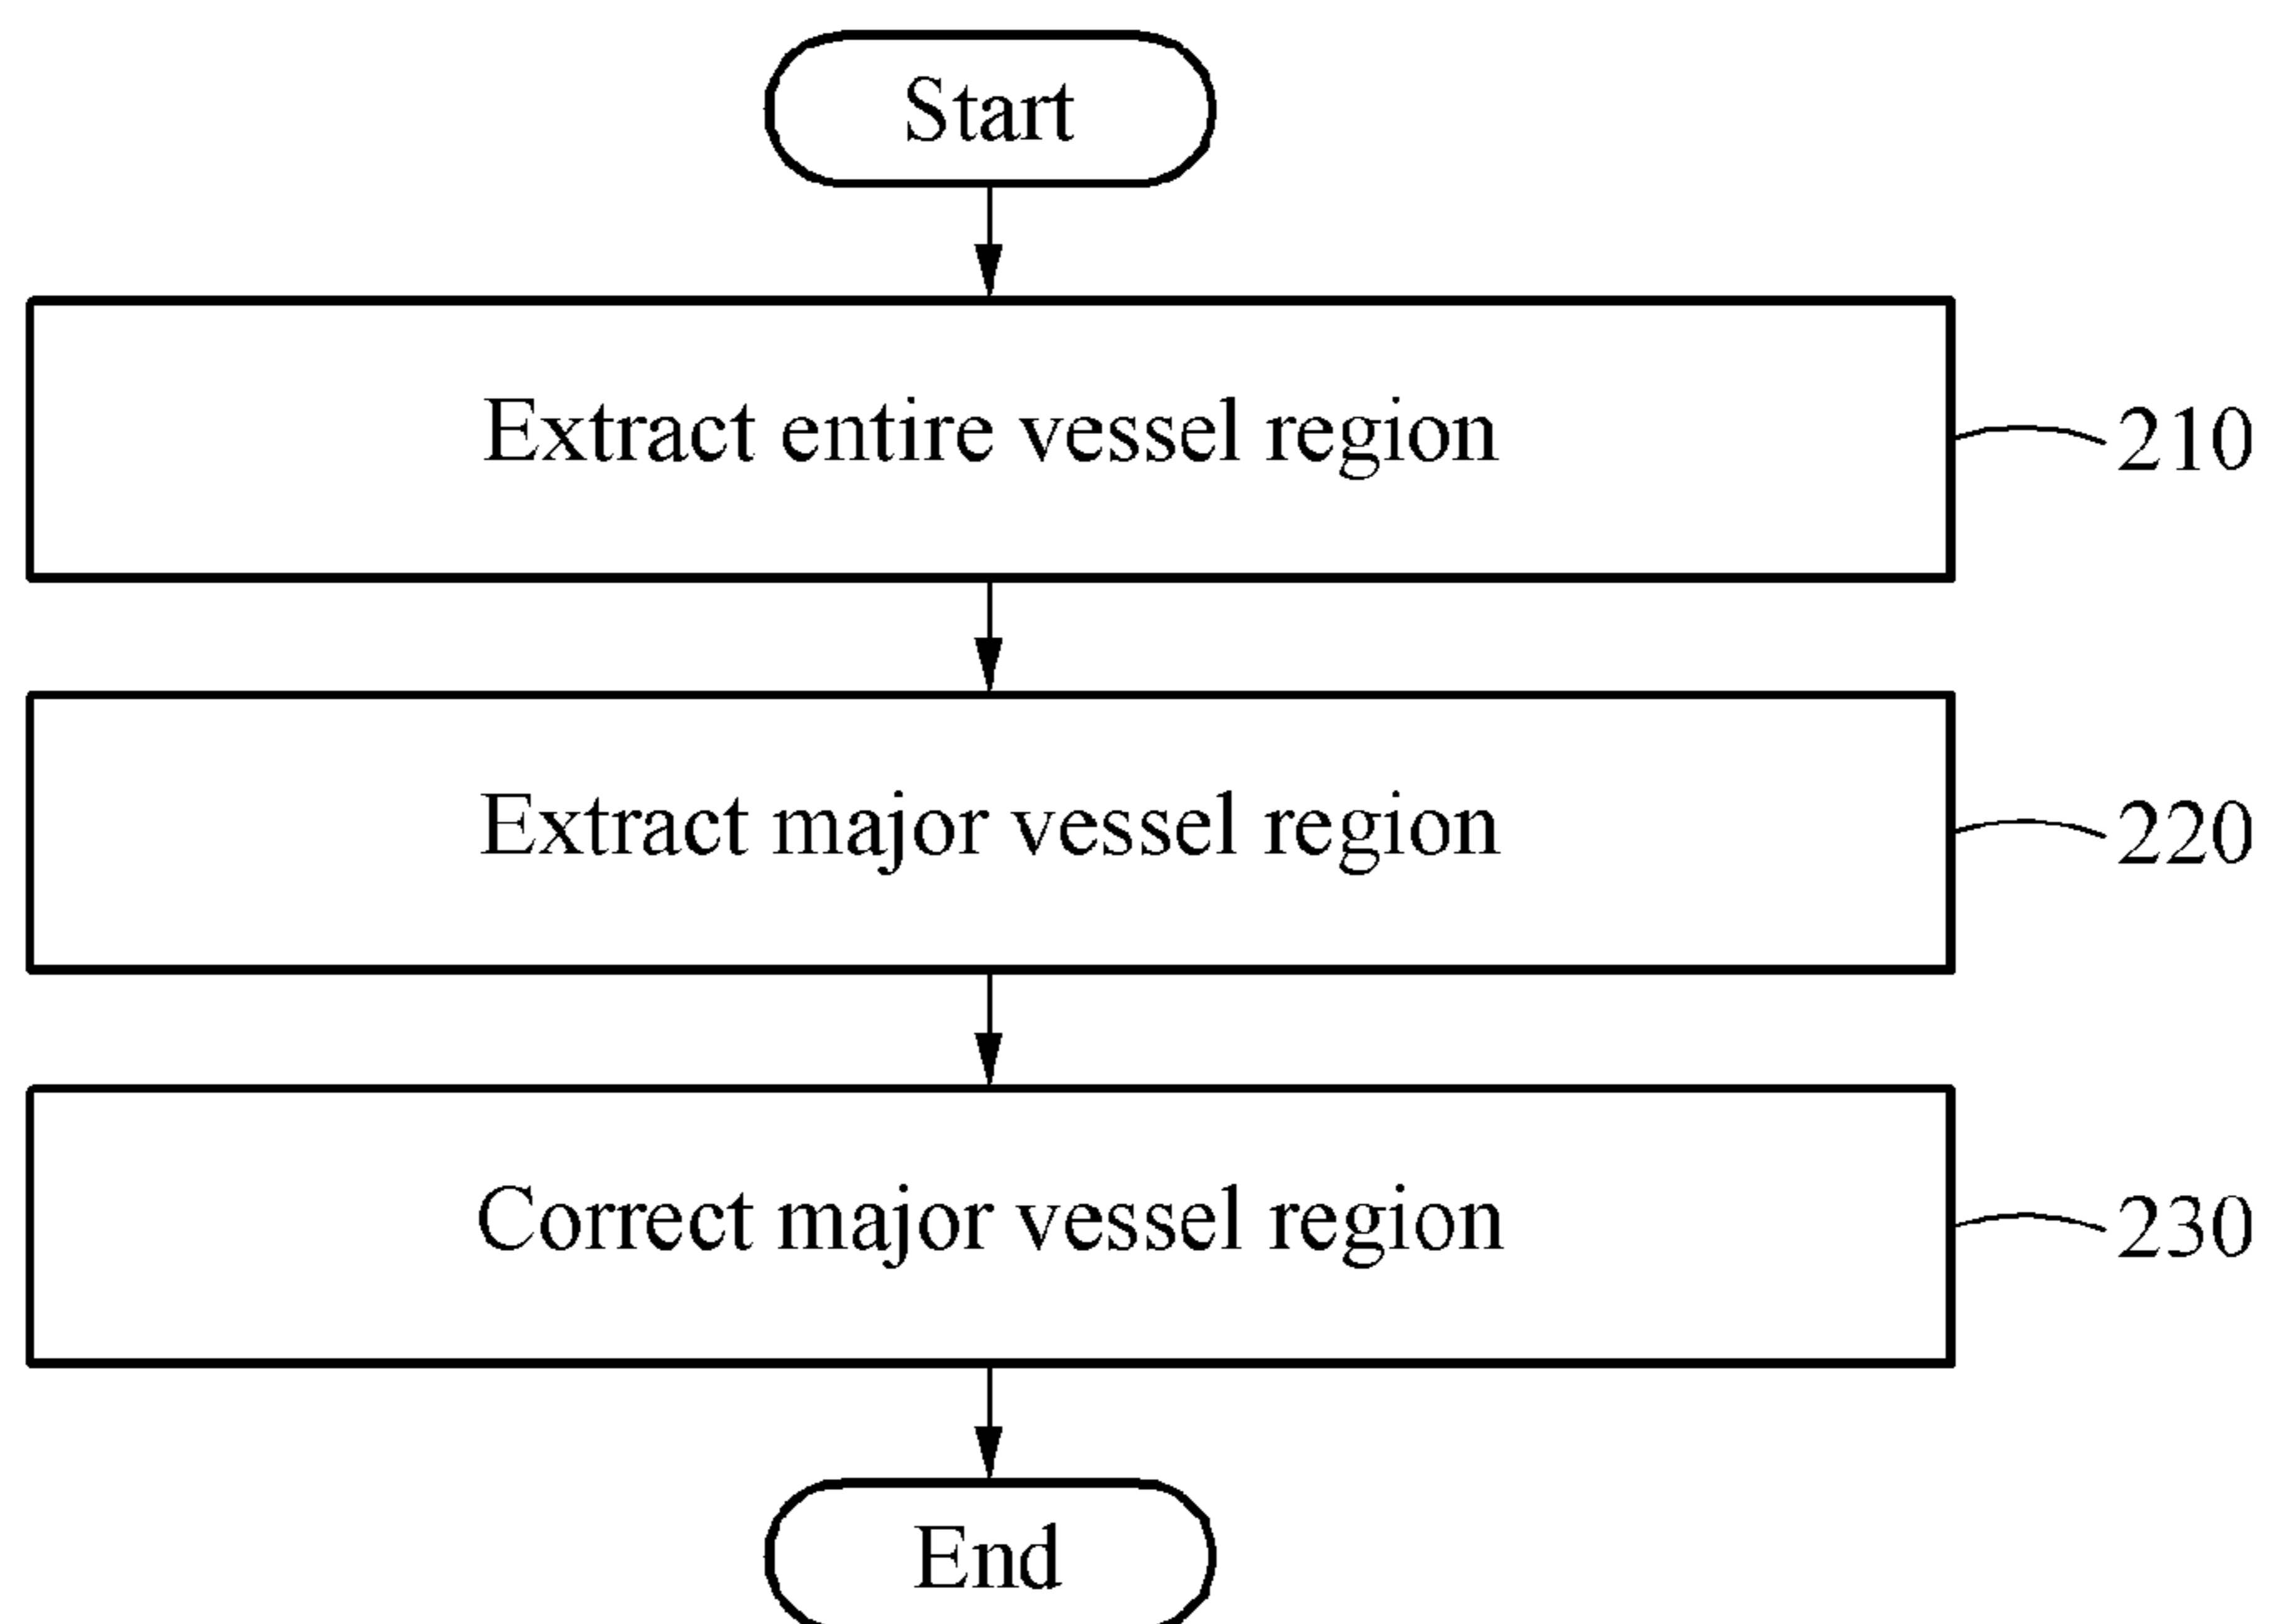 Start
Extract entire vessel region
210
Extract major vessel region
220
Correct major vessel region
230
End